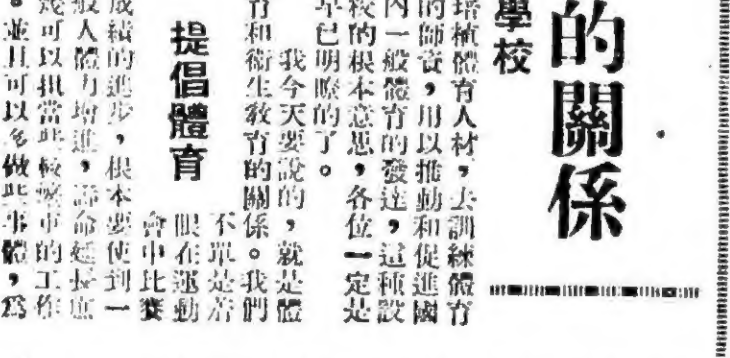 的關係
學校
培植體育人材，去訓練體育
的師資，用以推動和促進國
內一般體育的發達，這種設
校的根本意思，各位一定是
早已明瞭的了。
我今天要說的，就是體
育和衛生教育的關係。我們
提倡體育
不單是着
眼在運動
會中比賽
成績的進步，根本要使到一
般人體力增進，壽命延長庶
幾可以担當些較繁巿的工作
。並且可以多做些事體，爲